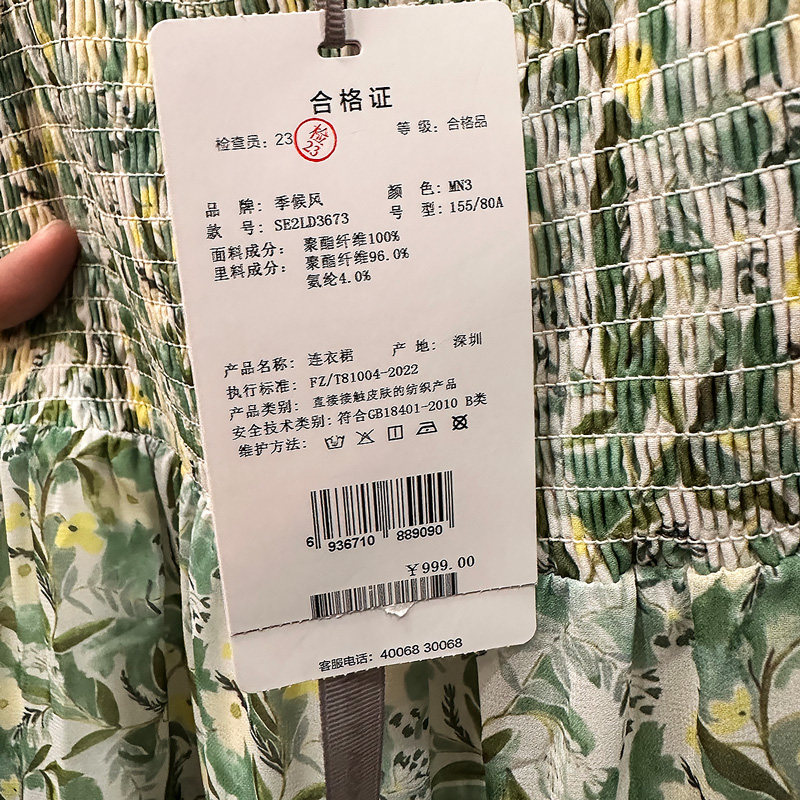 合格证
检查员：23 检23 等 级：合格品
品 牌：季候风 颜 色：MN3
款 号：SE2LD3673 号 型：155/80A
面料成分： 聚酯纤维100%
里料成分： 聚酯纤维96.0%
氨纶4.0%
产品名称： 连衣裙 产 地： 深圳
执行标准： FZ/T81004-2022
产品类别： 直接接触皮肤的纺织产品
安全技术类别：符合GB18401-2010 B类
维护方法：
6 936710 889090
￥999.00
客服电话：40068 30068